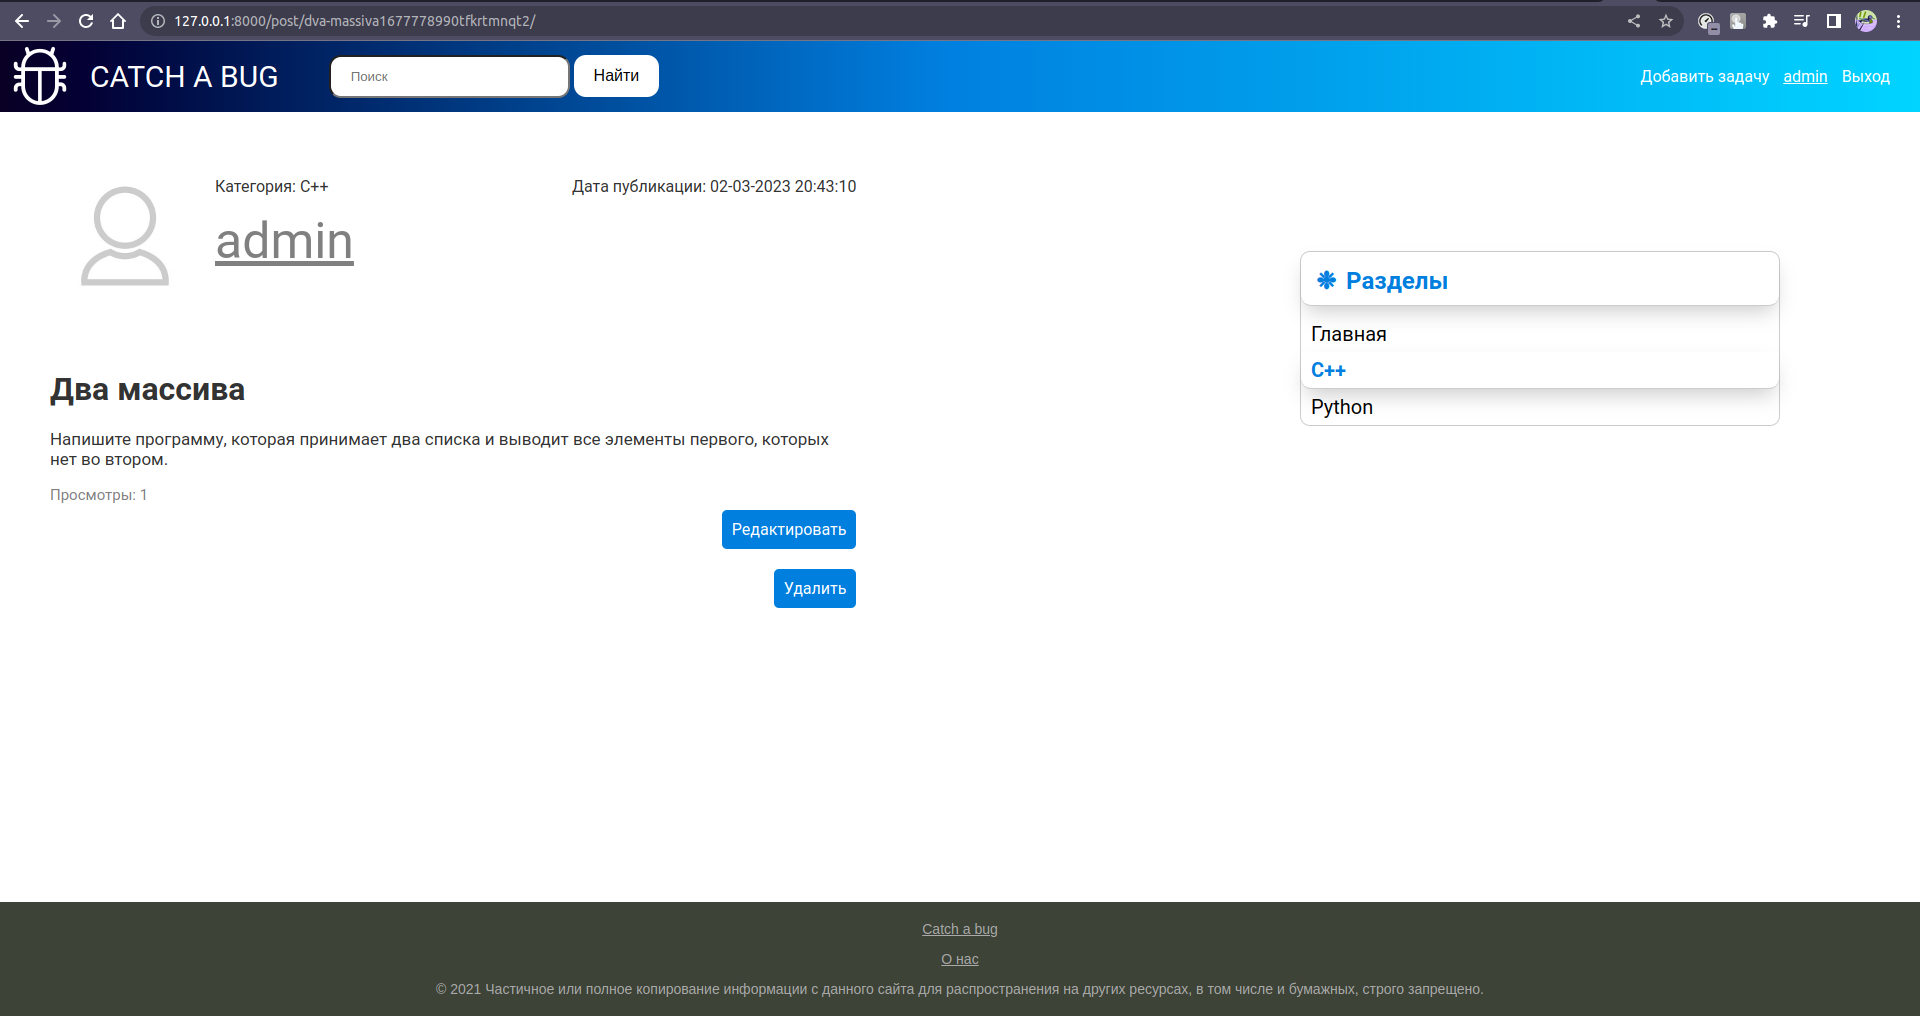 127.0.0.1:8000/post/dva-massiva1677778990tfkrtmnqt2/
CATCH A BUG
Поиск
Найти
Добавить задачу
admin
Выход
Категория: C++
Дата публикации: 02-03-2023 20:43:10
admin
Разделы
Главная
C++
Python
Два массива
Напишите программу, которая принимает два списка и выводит все элементы первого, которых
нет во втором.
Просмотры: 1
Редактировать
Удалить
Catch a bug
О нас
© 2021 Частичное или полное копирование информации с данного сайта для распространения на других ресурсах, в том числе и бумажных, строго запрещено.